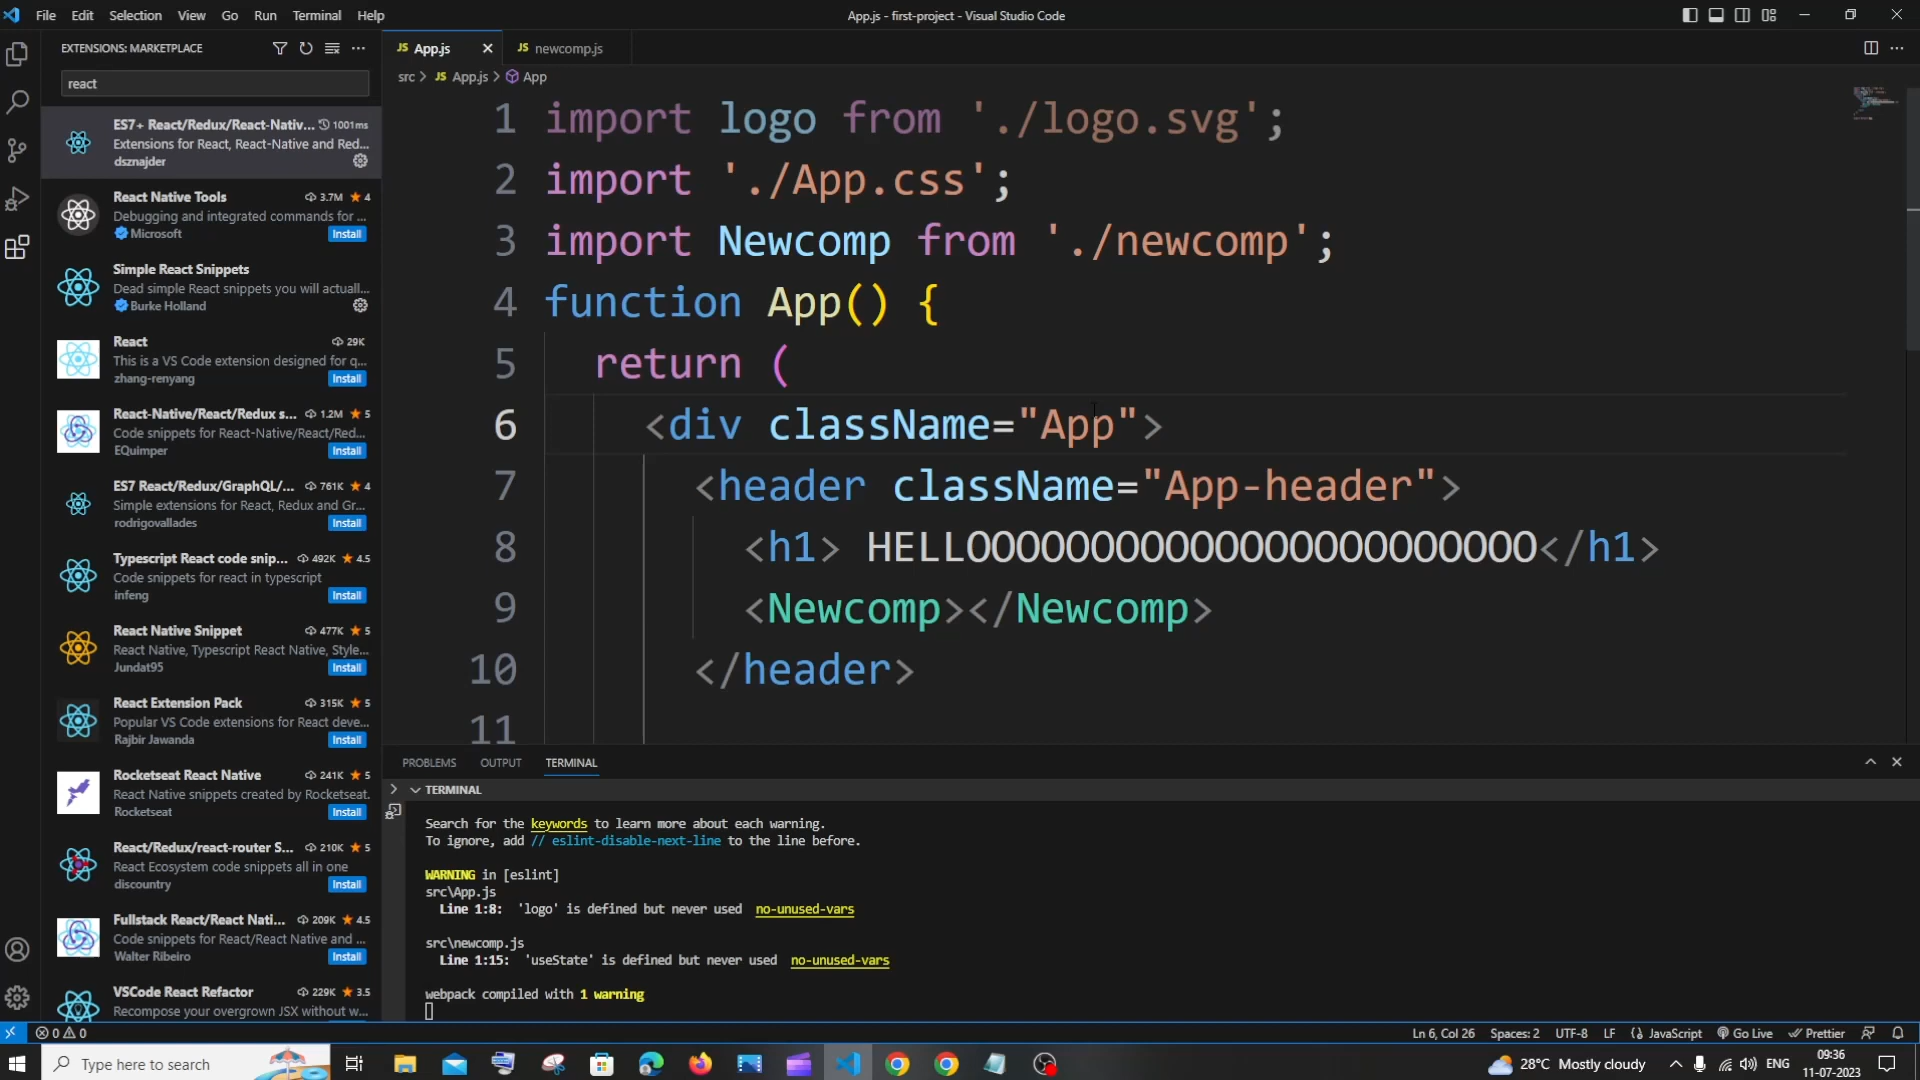 File Edit Selection View Go Run Terminal Help
App.js - first-project - Visual Studio Code
EXTENSIONS: MARKETPLACE
react
ES7+ React/Redux/React-Nativ... 1001ms
Extensions for React, React-Native and Red...
dsznajder
React Native Tools 3.7M 4
Debugging and integrated commands for ...
Microsoft Install
Simple React Snippets
Dead simple React snippets you will actuall...
Burke Holland
React 29K
This is a VS Code extension designed for q...
zhang-renyang Install
React-Native/React/Redux s... 1.2M 5
Code snippets for React-Native/React/Red...
EQuimper Install
ES7 React/Redux/GraphQL/... 761K 4
Simple extensions for React, Redux and Gr...
rodrigovallades Install
Typescript React code snip... 492K 4.5
Code snippets for react in typescript
infeng Install
React Native Snippet 477K 5
React Native, Typescript React Native, Style...
Jundat95 Install
React Extension Pack 315K 5
Popular VS Code extensions for React deve...
Rajbir Jawanda Install
Rocketseat React Native 241K 5
React Native snippets created by Rocketseat.
Rocketseat Install
React/Redux/react-router S... 210K 5
React Ecosystem code snippets all in one
discountry Install
Fullstack React/React Nati... 209K 4.5
Code snippets for React/React Native and ...
Walter Ribeiro Install
VSCode React Refactor 229K 3.5
Recompose your overgrown JSX without w...
JS App.js JS newcomp.js
src > JS App.js > App
1 import logo from './logo.svg';
2 import './App.css';
3 import Newcomp from './newcomp';
4 function App() {
5 return (
6 <div className="App">
7 <header className="App-header">
8 <h1> HELLOOOOOOOOOOOOOOOOOOOOOOO</h1>
9 <Newcomp></Newcomp>
10 </header>
11
PROBLEMS OUTPUT TERMINAL
TERMINAL
Search for the keywords to learn more about each warning.
To ignore, add // eslint-disable-next-line to the line before.
WARNING in [eslint]
src\App.js
Line 1:8: 'logo' is defined but never used no-unused-vars
src\newcomp.js
Line 1:15: 'useState' is defined but never used no-unused-vars
webpack compiled with 1 warning
0 0 Ln 6, Col 26 Spaces: 2 UTF-8 LF JavaScript Go Live Prettier
Type here to search 28°C Mostly cloudy ENG 09:36
11-07-2023